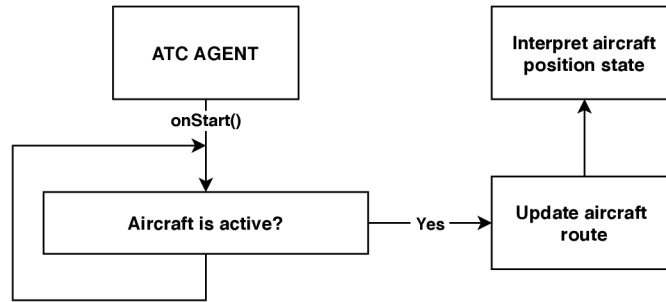 ATC AGENT
onStart()
Aircraft is active?
Yes
Interpret aircraft
position state
Update aircraft
route